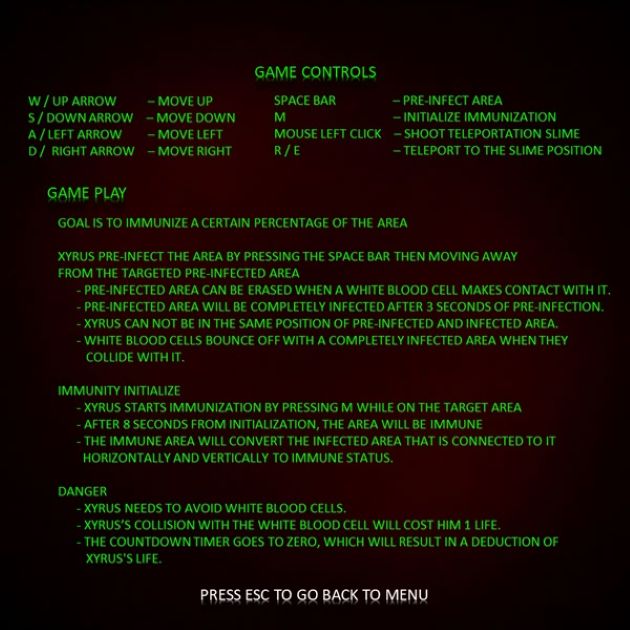 GAME CONTROLS
W / UP ARROW – MOVE UP SPACE BAR – PRE-INFECT AREA
S / DOWN ARROW – MOVE DOWN M – INITIALIZE IMMUNIZATION
A / LEFT ARROW – MOVE LEFT MOUSE LEFT CLICK – SHOOT TELEPORTATION SLIME
D / RIGHT ARROW – MOVE RIGHT R / E – TELEPORT TO THE SLIME POSITION
GAME PLAY
GOAL IS TO IMMUNIZE A CERTAIN PERCENTAGE OF THE AREA
XYRUS PRE-INFECT THE AREA BY PRESSING THE SPACE BAR THEN MOVING AWAY
FROM THE TARGETED PRE-INFECTED AREA
- PRE-INFECTED AREA CAN BE ERASED WHEN A WHITE BLOOD CELL MAKES CONTACT WITH IT.
- PRE-INFECTED AREA WILL BE COMPLETELY INFECTED AFTER 3 SECONDS OF PRE-INFECTION.
- XYRUS CAN NOT BE IN THE SAME POSITION OF PRE-INFECTED AND INFECTED AREA.
- WHITE BLOOD CELLS BOUNCE OFF WITH A COMPLETELY INFECTED AREA WHEN THEY
COLLIDE WITH IT.
IMMUNITY INITIALIZE
- XYRUS STARTS IMMUNIZATION BY PRESSING M WHILE ON THE TARGET AREA
- AFTER 8 SECONDS FROM INITIALIZATION, THE AREA WILL BE IMMUNE
- THE IMMUNE AREA WILL CONVERT THE INFECTED AREA THAT IS CONNECTED TO IT
HORIZONTALLY AND VERTICALLY TO IMMUNE STATUS.
DANGER
- XYRUS NEEDS TO AVOID WHITE BLOOD CELLS.
- XYRUS’S COLLISION WITH THE WHITE BLOOD CELL WILL COST HIM 1 LIFE.
- THE COUNTDOWN TIMER GOES TO ZERO, WHICH WILL RESULT IN A DEDUCTION OF
XYRUS'S LIFE.
PRESS ESC TO GO BACK TO MENU